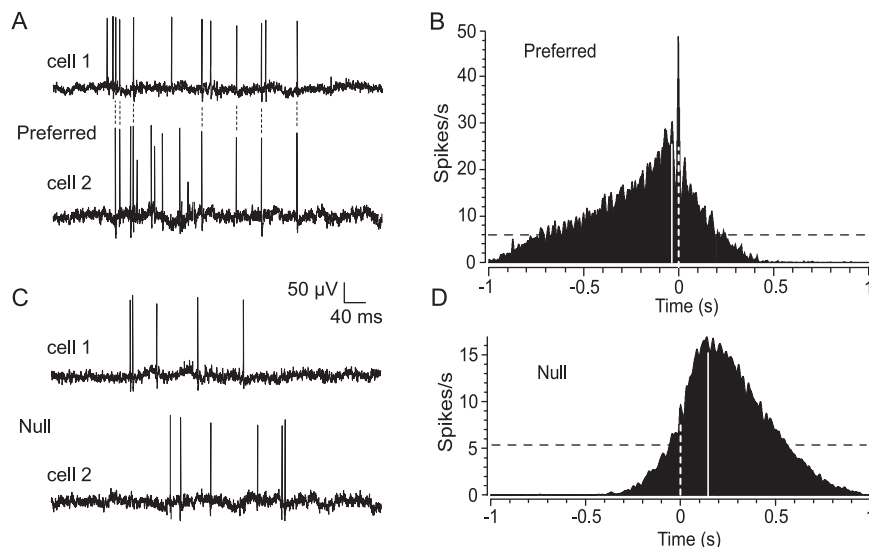 A
cell 1
Preferred
cell 2
B
Preferred
Spikes/s
50
40
30
20
10
0
-1
-0.5
0
0.5
1
Time (s)
C
50 µV
40 ms
cell 1
Null
cell 2
D
Null
Spikes/s
15
10
5
0
-1
-0.5
0
0.5
1
Time (s)